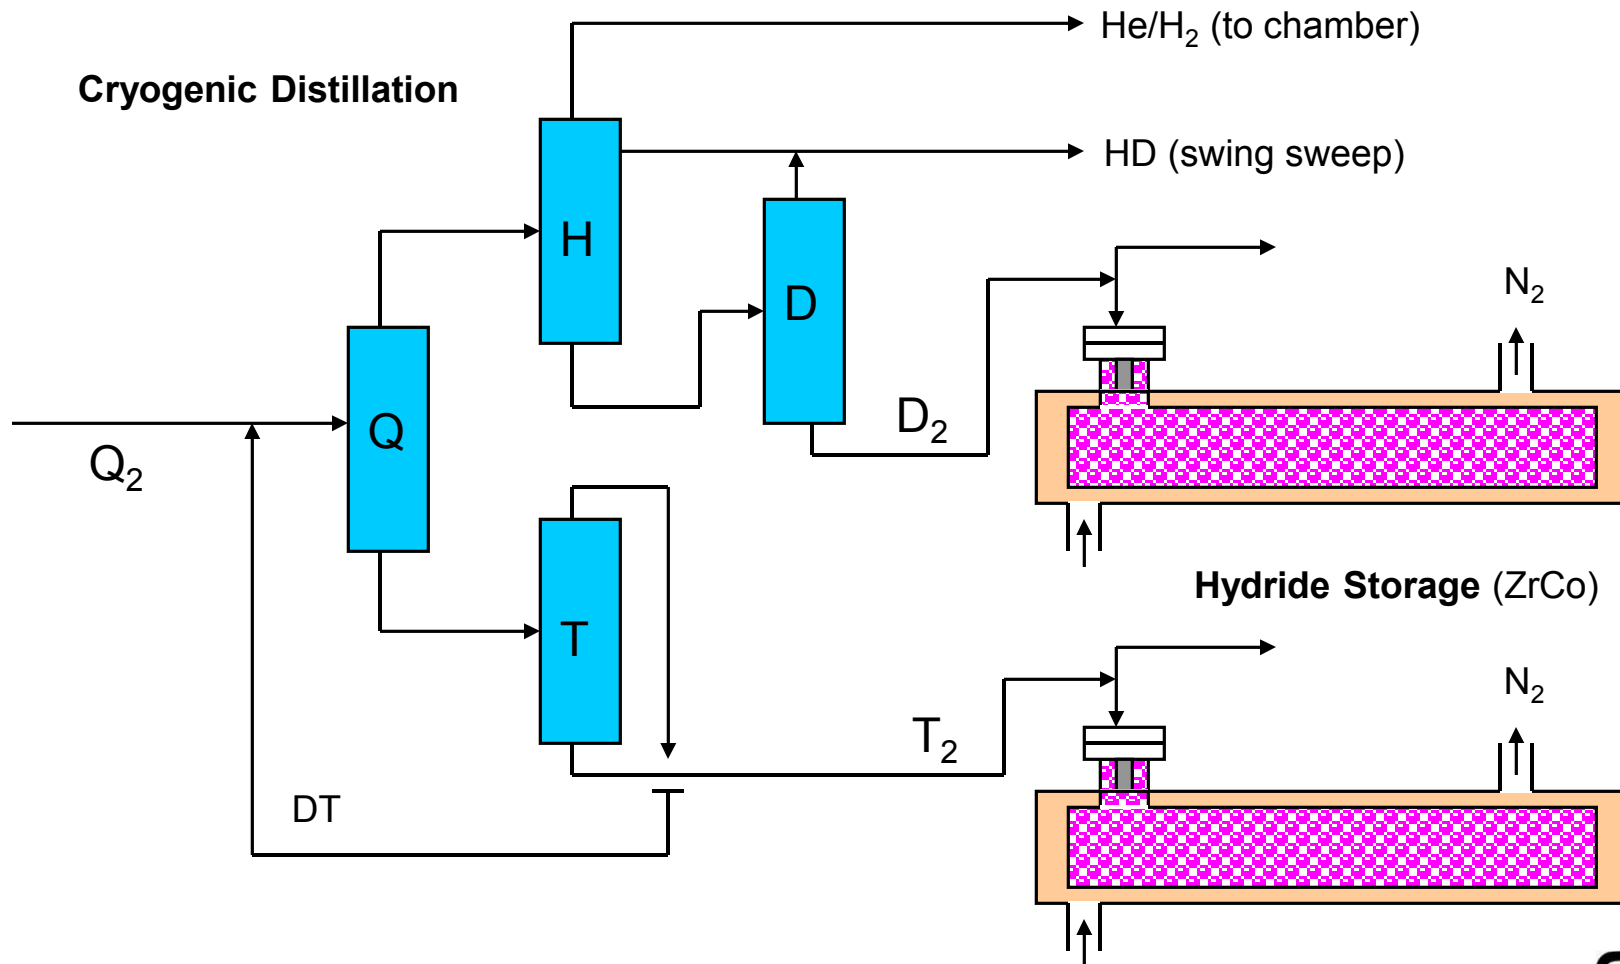 He/H₂ (to chamber)
Cryogenic Distillation
HD (swing sweep)
H
D
N₂
Q
D₂
Q₂
Hydride Storage (ZrCo)
T
N₂
T₂
DT